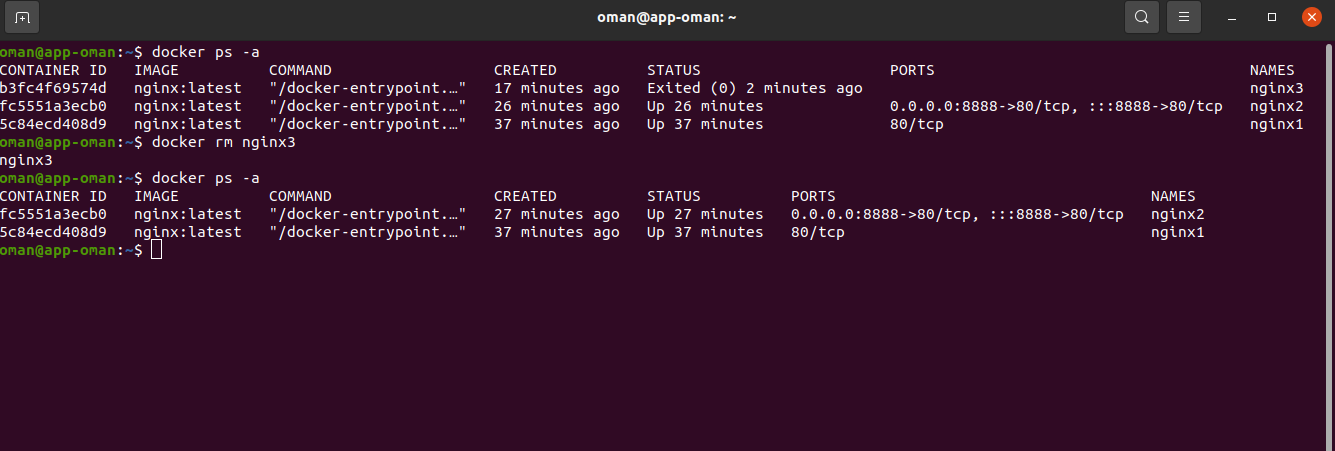 oman@app-oman: ~
oman@app-oman:~$ docker ps -a
CONTAINER ID   IMAGE          COMMAND                  CREATED          STATUS                     PORTS                                   NAMES
b3fc4f69574d   nginx:latest   "/docker-entrypoint.…"   17 minutes ago   Exited (0) 2 minutes ago                                           nginx3
fc5551a3ecb0   nginx:latest   "/docker-entrypoint.…"   26 minutes ago   Up 26 minutes              0.0.0.0:8888->80/tcp, :::8888->80/tcp   nginx2
5c84ecd408d9   nginx:latest   "/docker-entrypoint.…"   37 minutes ago   Up 37 minutes              80/tcp                                  nginx1
oman@app-oman:~$ docker rm nginx3
nginx3
oman@app-oman:~$ docker ps -a
CONTAINER ID   IMAGE          COMMAND                  CREATED          STATUS          PORTS                                   NAMES
fc5551a3ecb0   nginx:latest   "/docker-entrypoint.…"   27 minutes ago   Up 27 minutes   0.0.0.0:8888->80/tcp, :::8888->80/tcp   nginx2
5c84ecd408d9   nginx:latest   "/docker-entrypoint.…"   37 minutes ago   Up 37 minutes   80/tcp                                  nginx1
oman@app-oman:~$